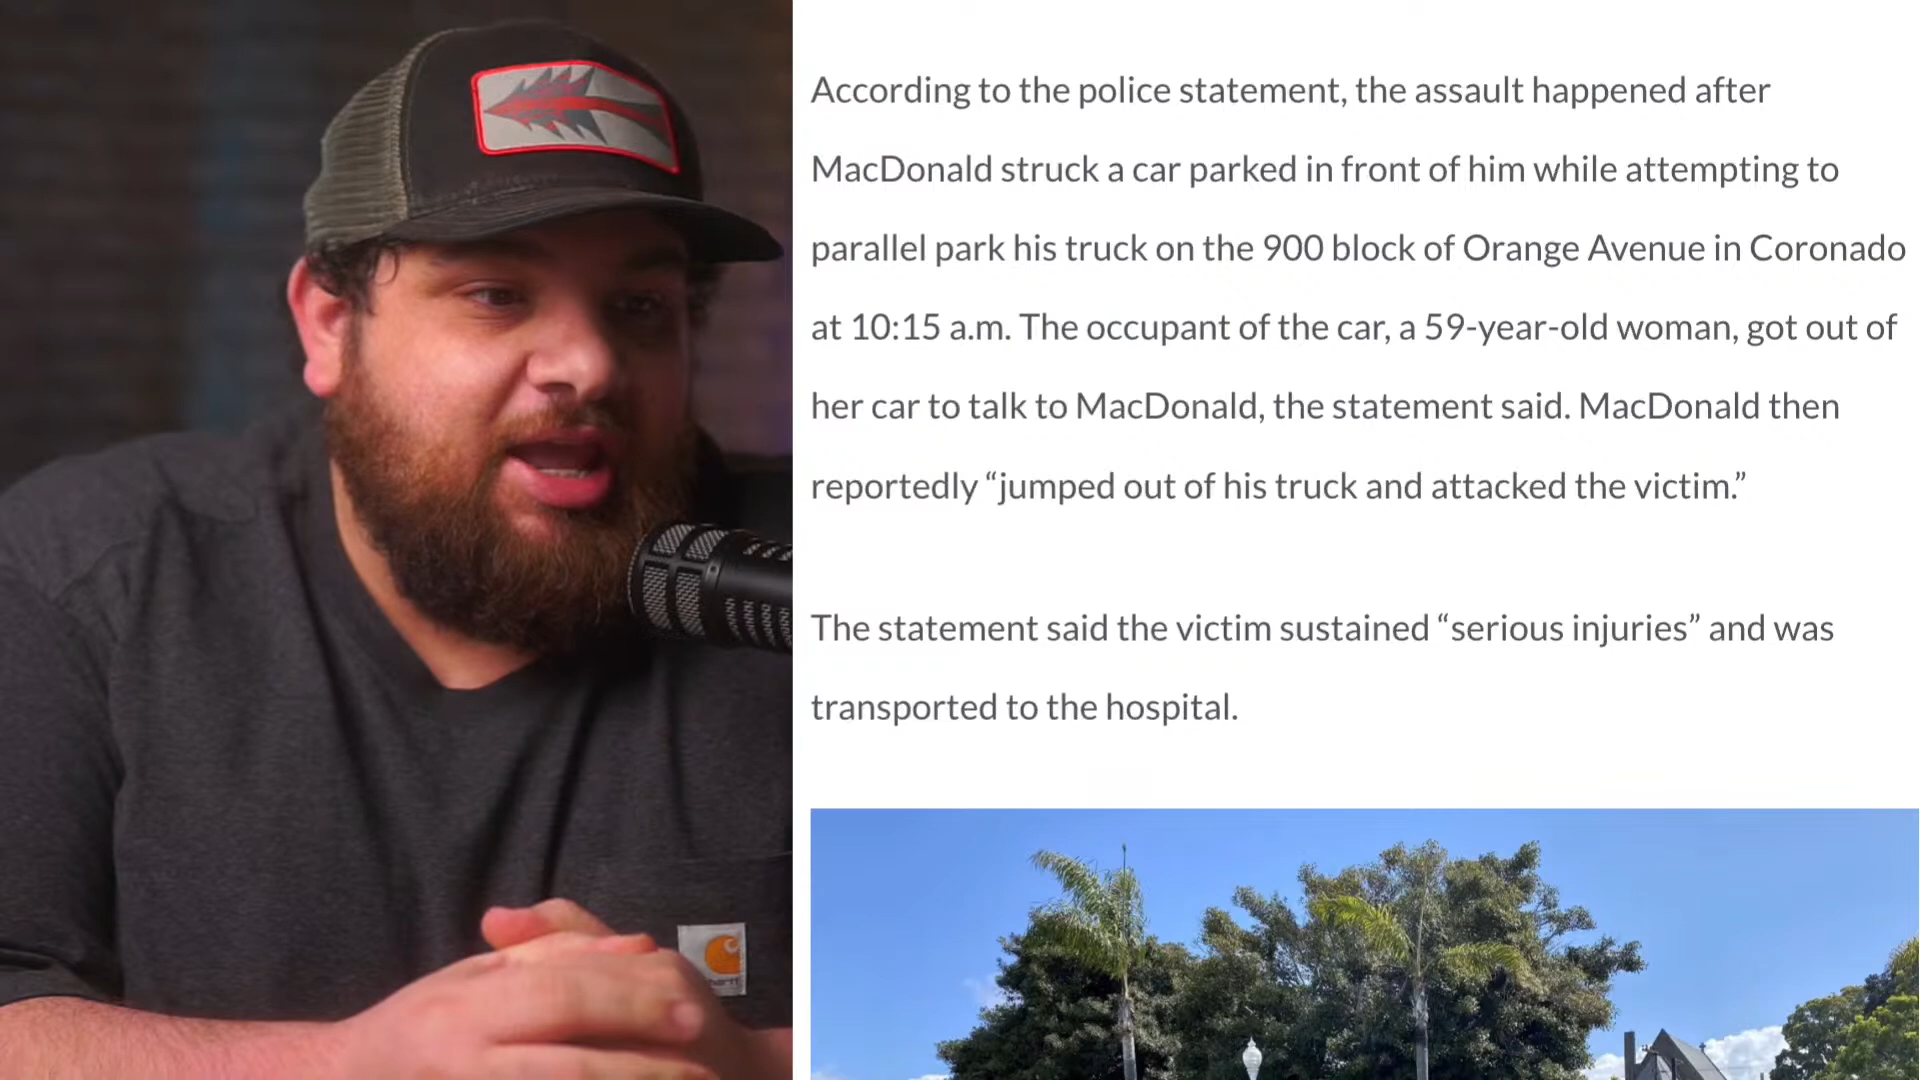 According to the police statement, the assault happened after
MacDonald struck a car parked in front of him while attempting to
parallel park his truck on the 900 block of Orange Avenue in Coronado
at 10:15 a.m. The occupant of the car, a 59-year-old woman, got out of
her car to talk to MacDonald, the statement said. MacDonald then
reportedly “jumped out of his truck and attacked the victim.”
The statement said the victim sustained “serious injuries” and was
transported to the hospital.